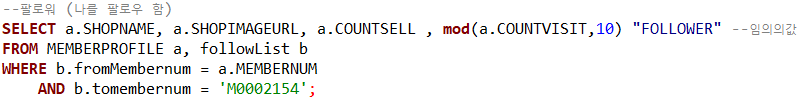 --팔로워 (나를 팔로우 함)
SELECT a.SHOPNAME, a.SHOPIMAGEURL, a.COUNTSELL , mod(a.COUNTVISIT,10) "FOLLOWER" --임의의값
FROM MEMBERPROFILE a, followList b
WHERE b.fromMembernum = a.MEMBERNUM
    AND b.tomembernum = 'M0002154';